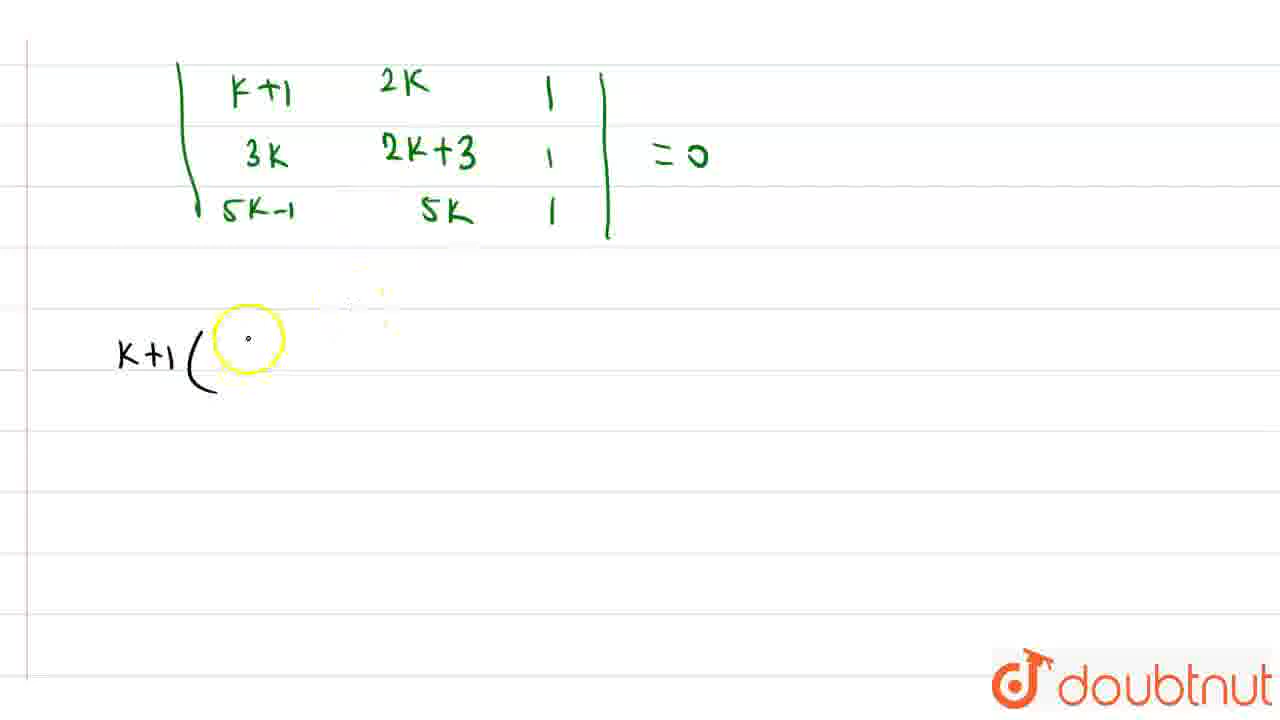 K+1 2K 1
3K 2K+3 1 =0
5K-1 5K 1
K+1(
doubtnut